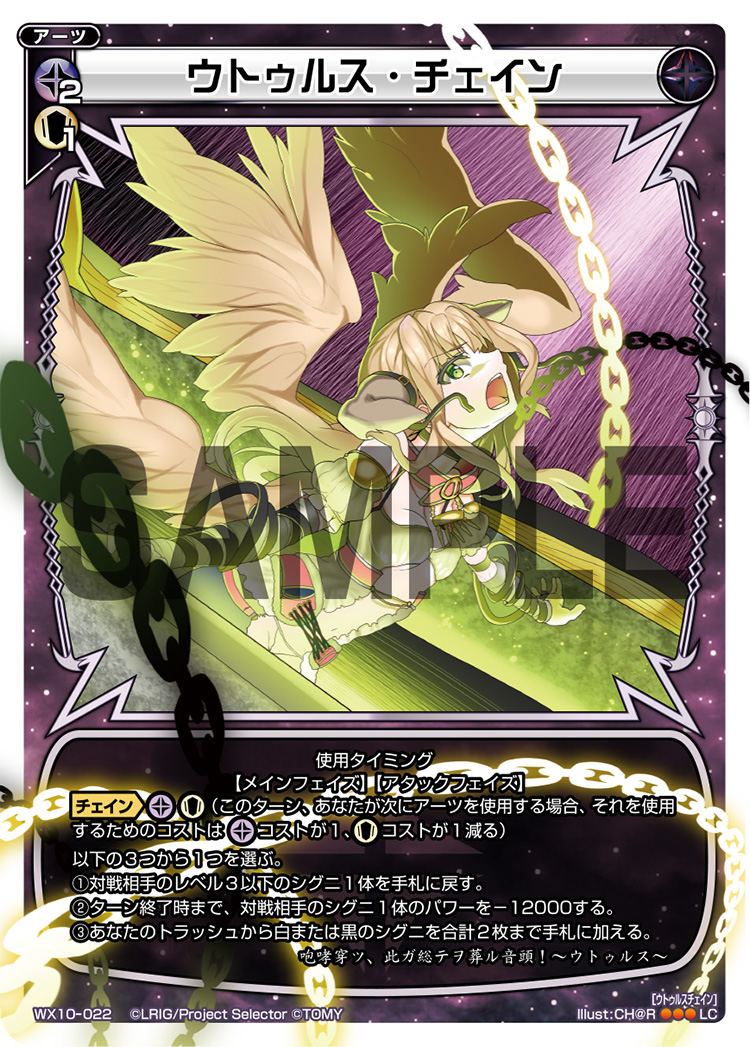 アーツ
2
1
ウトゥルス・チェイン
SAMPLE
使用タイミング
【メインフェイズ】【アタックフェイズ】
チェイン (このターン、あなたが次にアーツを使用する場合、それを使用
するためのコストは コストが1、 コストが1減る)
以下の3つから1つを選ぶ。
①対戦相手のレベル3以下のシグニ1体を手札に戻す。
②ターン終了時まで、対戦相手のシグニ1体のパワーを－12000する。
③あなたのトラッシュから白または黒のシグニを合計2枚まで手札に加える。
咆哮穿ツ、此ガ総テヲ葬ル音頭！～ウトゥルス～
[ウトゥルスチェイン]
WX10-022 ©LRIG/Project Selector ©TOMY Illust:CH@R LC